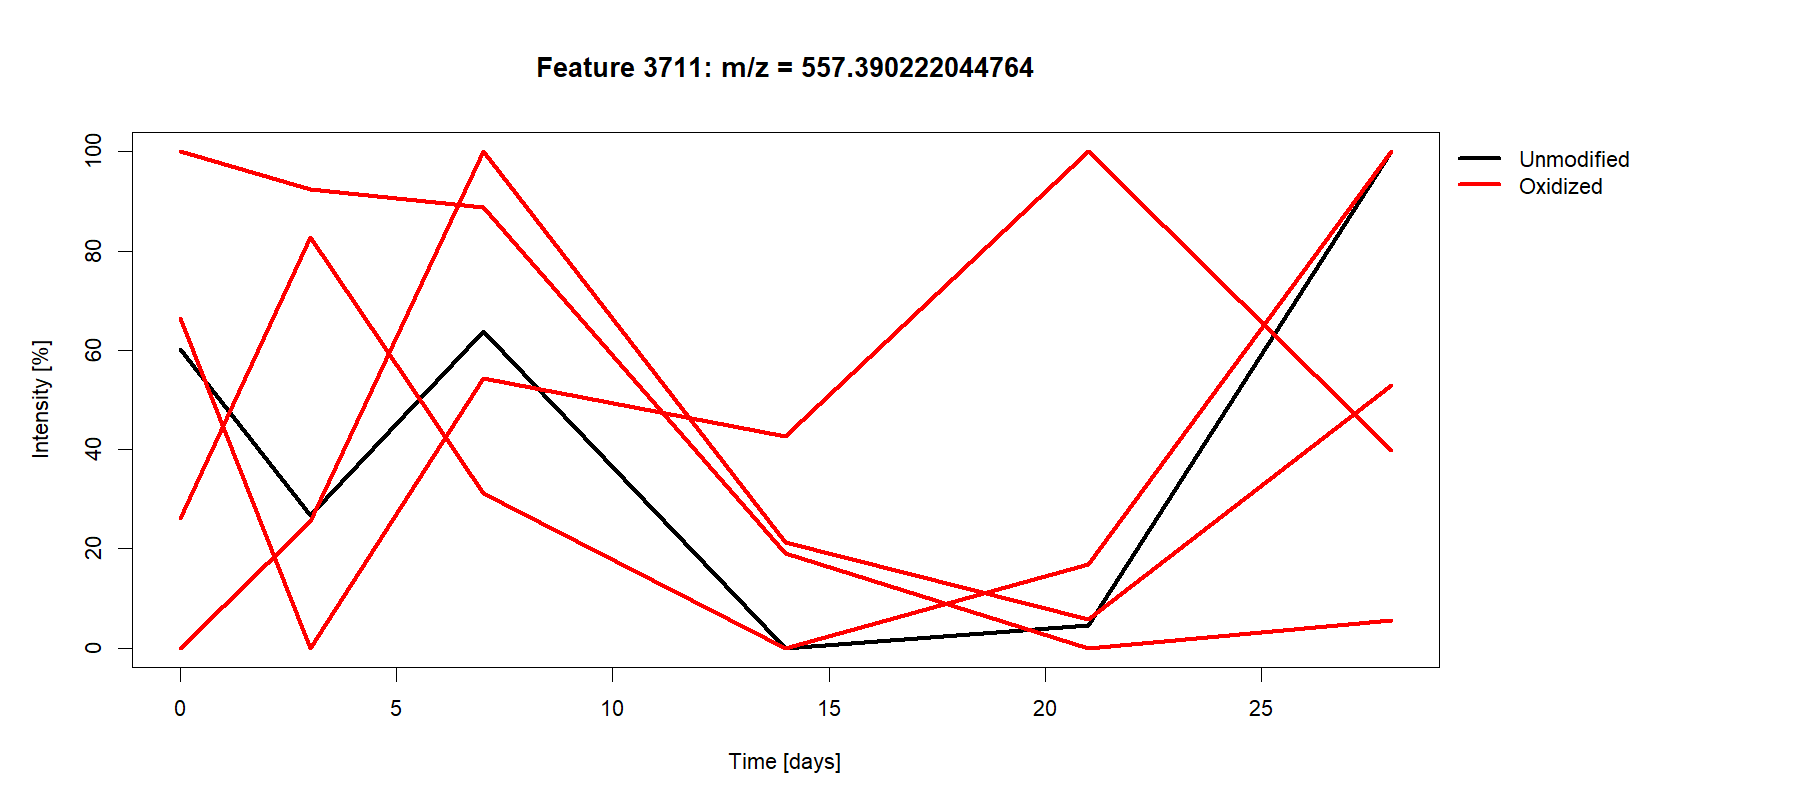 Feature 3711: m/z = 557.390222044764
Unmodified
Oxidized
Intensity [%]
100
80
60
40
20
0
0 5 10 15 20 25
Time [days]